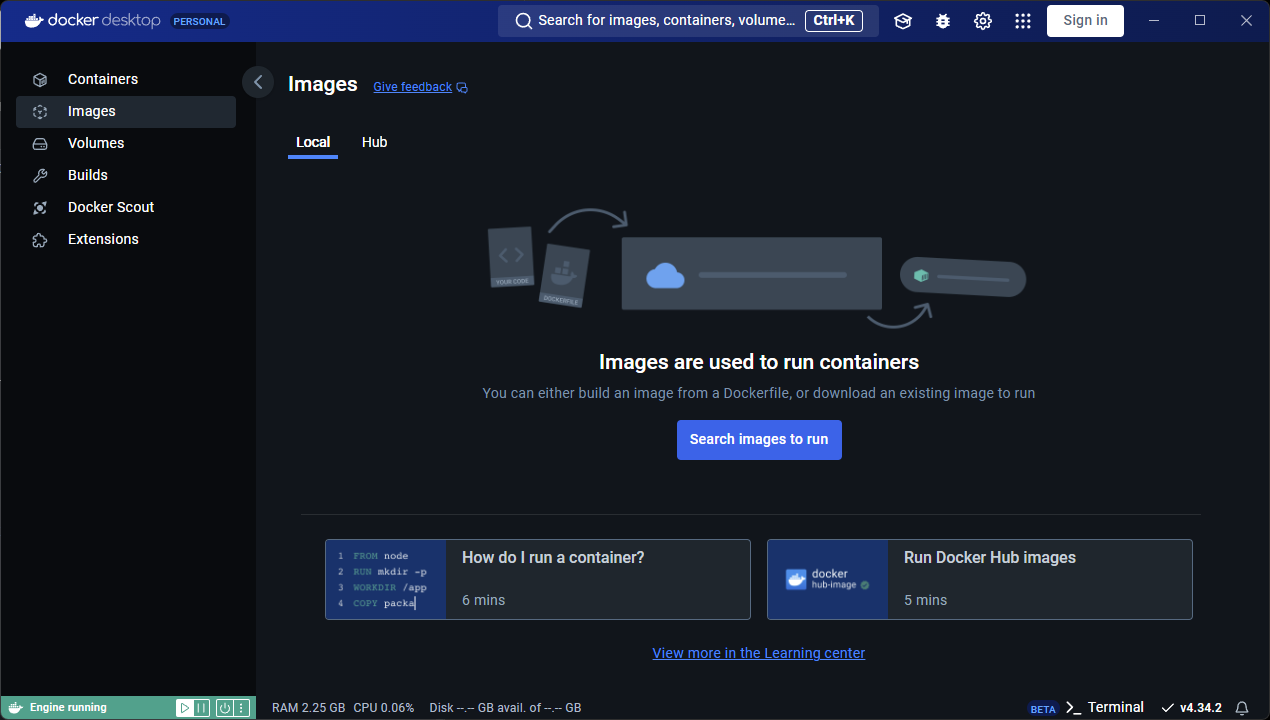 docker desktop PERSONAL
Search for images, containers, volume... Ctrl+K
Sign in
Containers
Images
Volumes
Builds
Docker Scout
Extensions
Images
Give feedback
Local
Hub
YOUR CODE
DOCKERFILE
Images are used to run containers
You can either build an image from a Dockerfile, or download an existing image to run
Search images to run
1 FROM node
2 RUN mkdir -p
3 WORKDIR /app
4 COPY packa
How do I run a container?
6 mins
docker
hub-image
Run Docker Hub images
5 mins
View more in the Learning center
Engine running
RAM 2.25 GB CPU 0.06% Disk --.-- GB avail. of --.-- GB
BETA >_ Terminal
v4.34.2